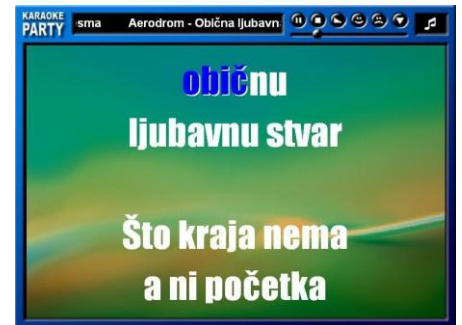 KARAOKE
PARTY
sma Aerodrom - Obična ljubavn
običnu
ljubavnu stvar
Što kraja nema
a ni početka